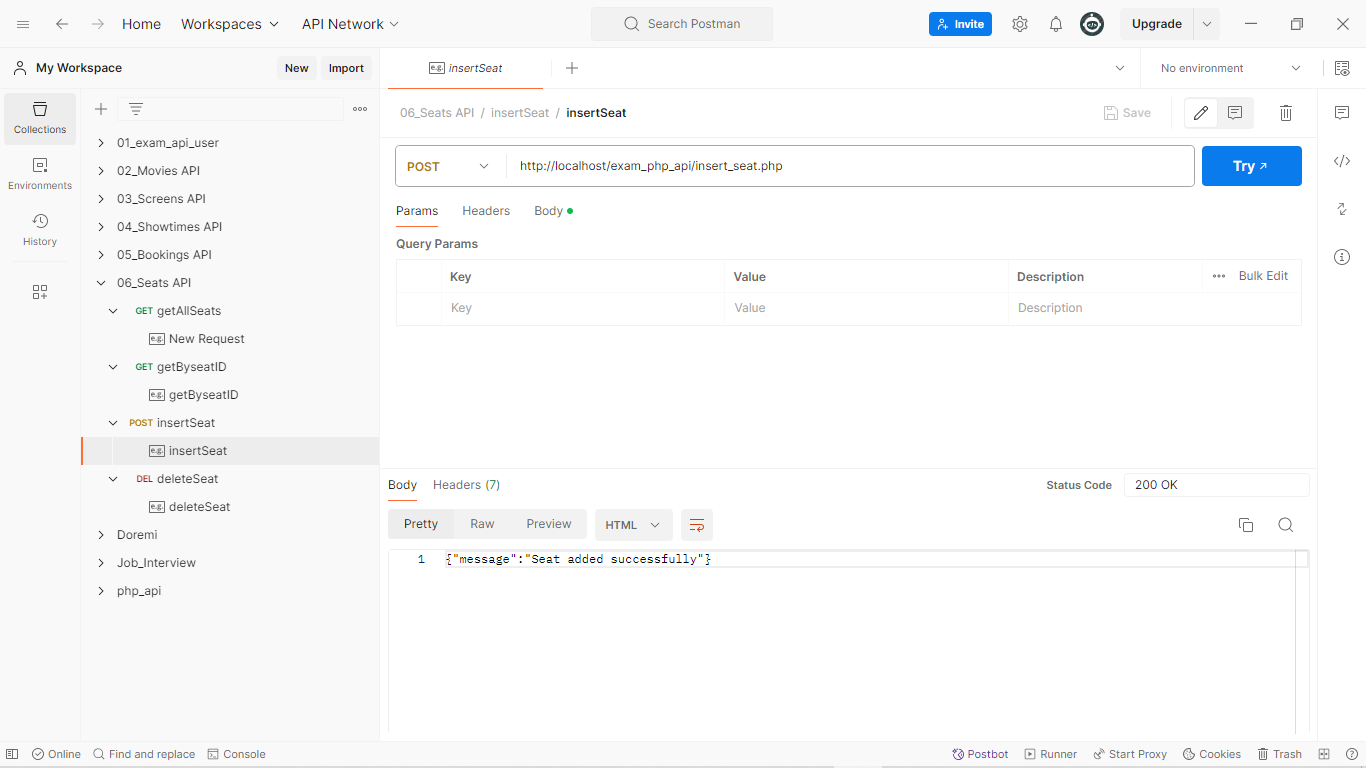 Home Workspaces API Network Search Postman Invite Upgrade
My Workspace New Import
e.g. insertSeat
No environment
Collections
Environments
History
01_exam_api_user
02_Movies API
03_Screens API
04_Showtimes API
05_Bookings API
06_Seats API
GET getAllSeats
e.g. New Request
GET getByseatID
e.g. getByseatID
POST insertSeat
e.g. insertSeat
DEL deleteSeat
e.g. deleteSeat
Doremi
Job_Interview
php_api
06_Seats API / insertSeat / insertSeat
Save
POST http://localhost/exam_php_api/insert_seat.php Try
Params Headers Body
Query Params
Key Value Description Bulk Edit
Key Value Description
Body Headers (7) Status Code 200 OK
Pretty Raw Preview HTML
1 {"message":"Seat added successfully"}
Online Find and replace Console Postbot Runner Start Proxy Cookies Trash